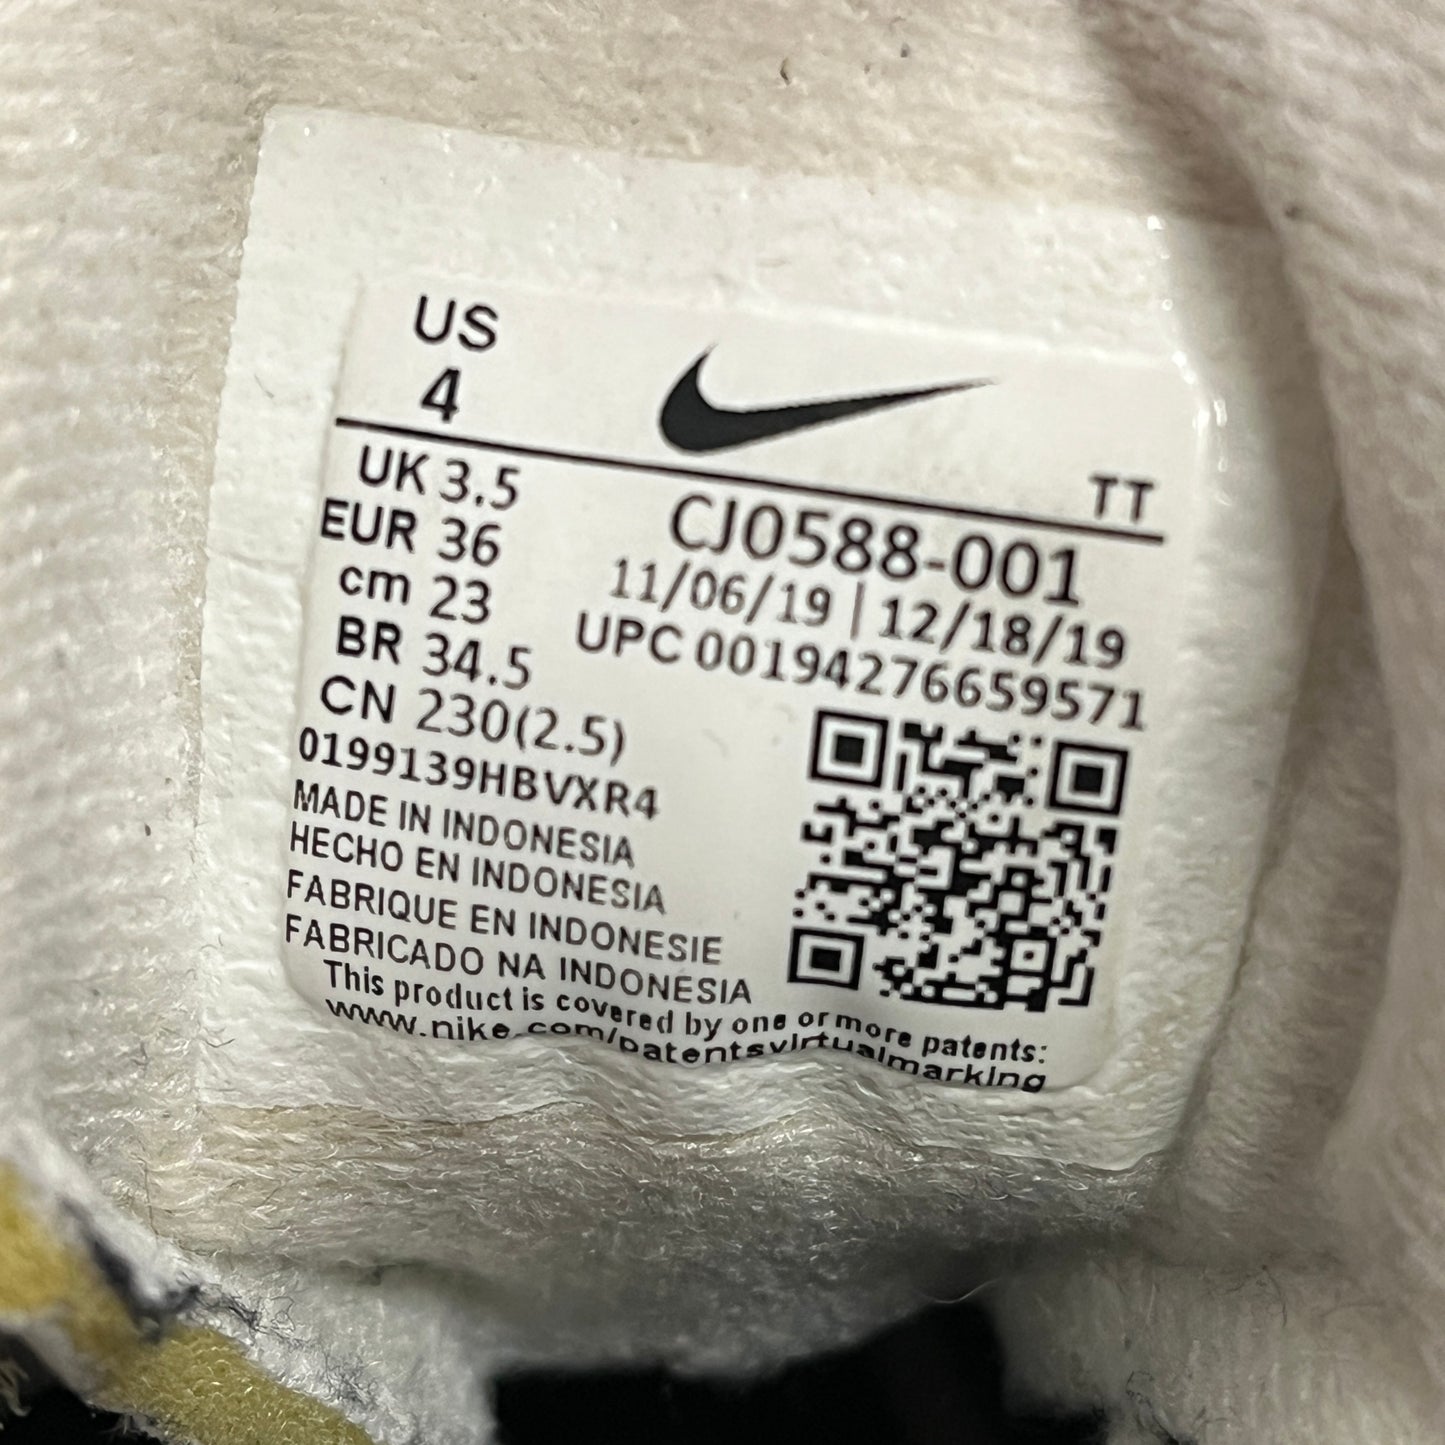 US
4
TT
UK 3.5
EUR 36
cm 23
BR 34.5
CN 230(2.5)
CJ0588-001
11/06/19 | 12/18/19
UPC 00194276659571
0199139HBVXR4
MADE IN INDONESIA
HECHO EN INDONESIA
FABRIQUE EN INDONESIE
FABRICADO NA INDONESIA
This product is covered by one or more patents:
www.nike.com/patentsvirtualmarking